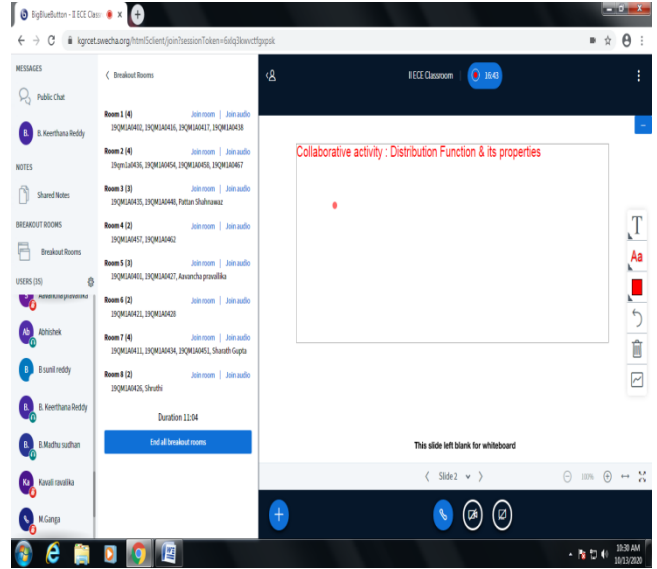 BigBlueButton - II ECE Class
kgrcet.swecha.org/html5client/join?sessionToken=6xlq3kwvctfgxpsk
MESSAGES
Public Chat
B. B. Keerthana Reddy
NOTES
Shared Notes
BREAKOUT ROOMS
Breakout Rooms
USERS (35)
Aavancha pravallika
Ab Abhishek
B B sunil reddy
B. B. Keerthana Reddy
B. B.Madhu sudhan
Ka Kavali ravalika
M.Ganga
Breakout Rooms
Room 1 (4) Join room | Join audio
19QM1A0402, 19QM1A0416, 19QM1A0417, 19QM1A0438
Room 2 (4) Join room | Join audio
19qm1a0436, 19QM1A0454, 19QM1A0458, 19QM1A0467
Room 3 (3) Join room | Join audio
19QM1A0435, 19QM1A0448, Pattan Shahnawaz
Room 4 (2) Join room | Join audio
19QM1A0457, 19QM1A0462
Room 5 (3) Join room | Join audio
19QM1A0401, 19QM1A0427, Aavancha pravallika
Room 6 (2) Join room | Join audio
19QM1A0421, 19QM1A0428
Room 7 (4) Join room | Join audio
19QM1A0411, 19QM1A0434, 19QM1A0451, Sharath Gupta
Room 8 (2) Join room | Join audio
19QM1A0426, Shruthi
Duration 11:04
End all breakout rooms
II ECE Classroom | 16:43
Collaborative activity : Distribution Function & its properties
T
Aa
This slide left blank for whiteboard
Slide 2
100%
10:30 AM
10/13/2020